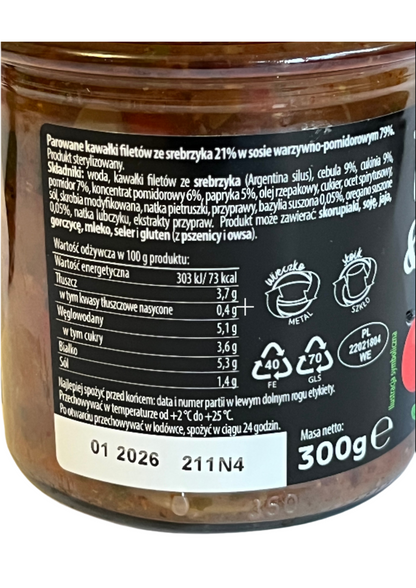 Parowane kawałki filetów ze srebrzyka 21% w sosie warzywno-pomidorowym 79%.
Produkt sterylizowany.
Składniki: woda, kawałki filetów ze srebrzyka (Argentina silus), cebula 9%, cukinia 9%,
pomidor 7%, koncentrat pomidorowy 6%, papryka 5%, olej rzepakowy, cukier, ocet spirytusowy,
sól, skrobia modyfikowana, natka pietruszki, przyprawy, bazylia suszona 0,05%, oregano suszone
0,05%, natka lubczyku, ekstrakty przypraw. Produkt może zawierać: skorupiaki, soję, jaja,
gorczycę, mleko, seler i gluten (z pszenicy i owsa).
Wartość odżywcza w 100 g produktu:
Wartość energetyczna 303 kJ/ 73 kcal
Tłuszcz 3,7 g
w tym kwasy tłuszczowe nasycone 0,4 g
Węglowodany 5,1 g
w tym cukry 3,6 g
Białko 5,3 g
Sól 1,4 g
Najlepiej spożyć przed końcem: data i numer partii w lewym dolnym rogu etykiety.
Przechowywać w temperaturze od +2°C do +25°C.
Po otwarciu przechowywać w lodówce, spożyć w ciągu 24 godzin.
01 2026 211N4
wieczko
METAL
słoik
SZKŁO
40
FE
70
GLS
PL
22021804
WE
Masa netto:
300g e
Ilustracja symboliczna
&